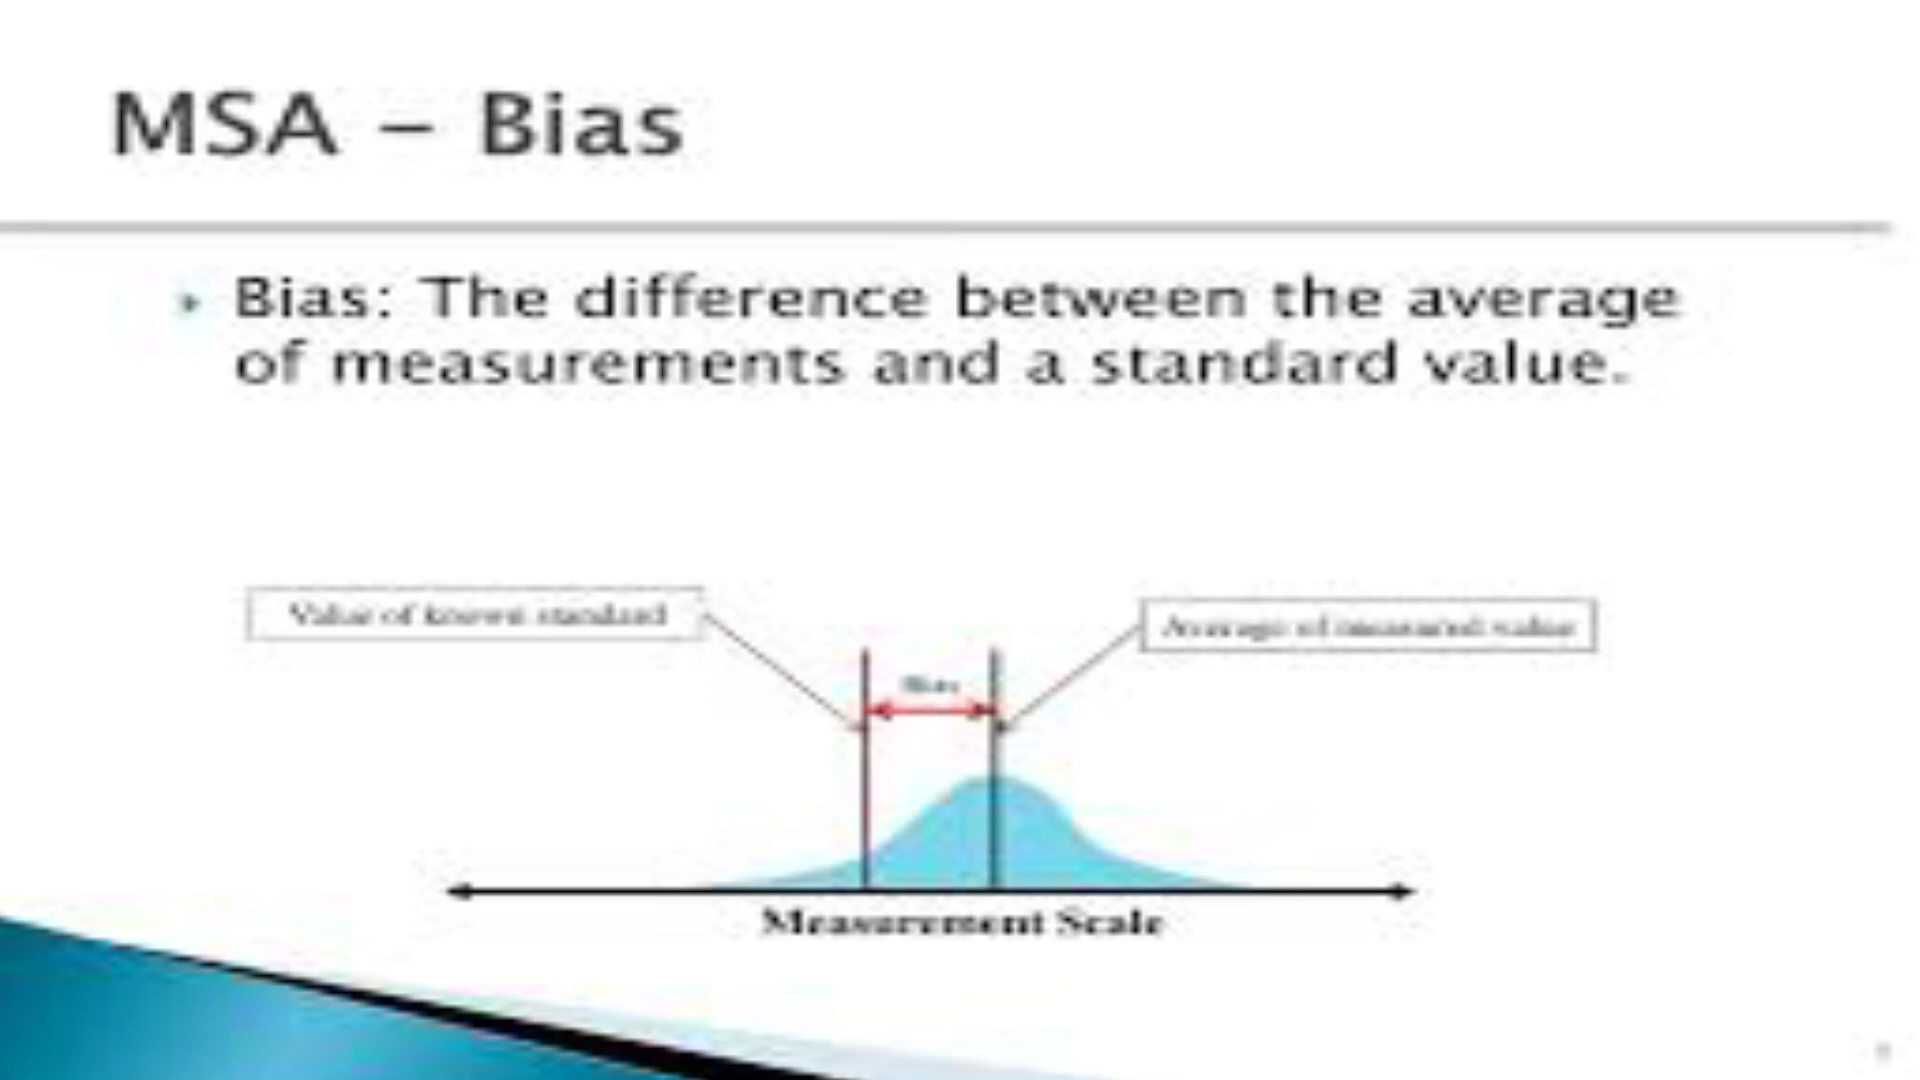 MSA – Bias
Bias: The difference between the average
of measurements and a standard value.
Value of known standard
Average of measured value
Bias
Measurement Scale